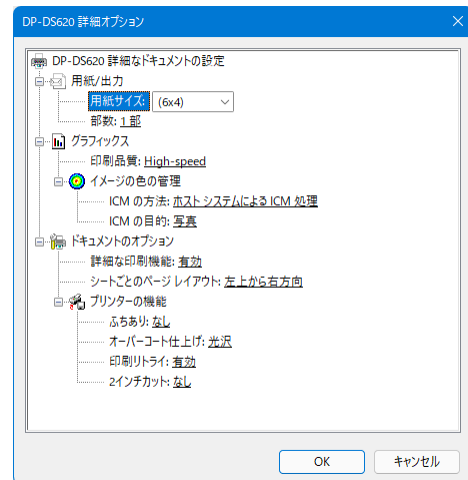 DP-DS620 詳細オプション
DP-DS620 詳細なドキュメントの設定
用紙/出力
用紙サイズ: (6x4)
部数: 1 部
グラフィックス
印刷品質: High-speed
イメージの色の管理
ICM の方法: ホスト システムによる ICM 処理
ICM の目的: 写真
ドキュメントのオプション
詳細な印刷機能: 有効
シートごとのページ レイアウト: 左上から右方向
プリンターの機能
ふちあり: なし
オーバーコート仕上げ: 光沢
印刷リトライ: 有効
2インチカット: なし
OK キャンセル